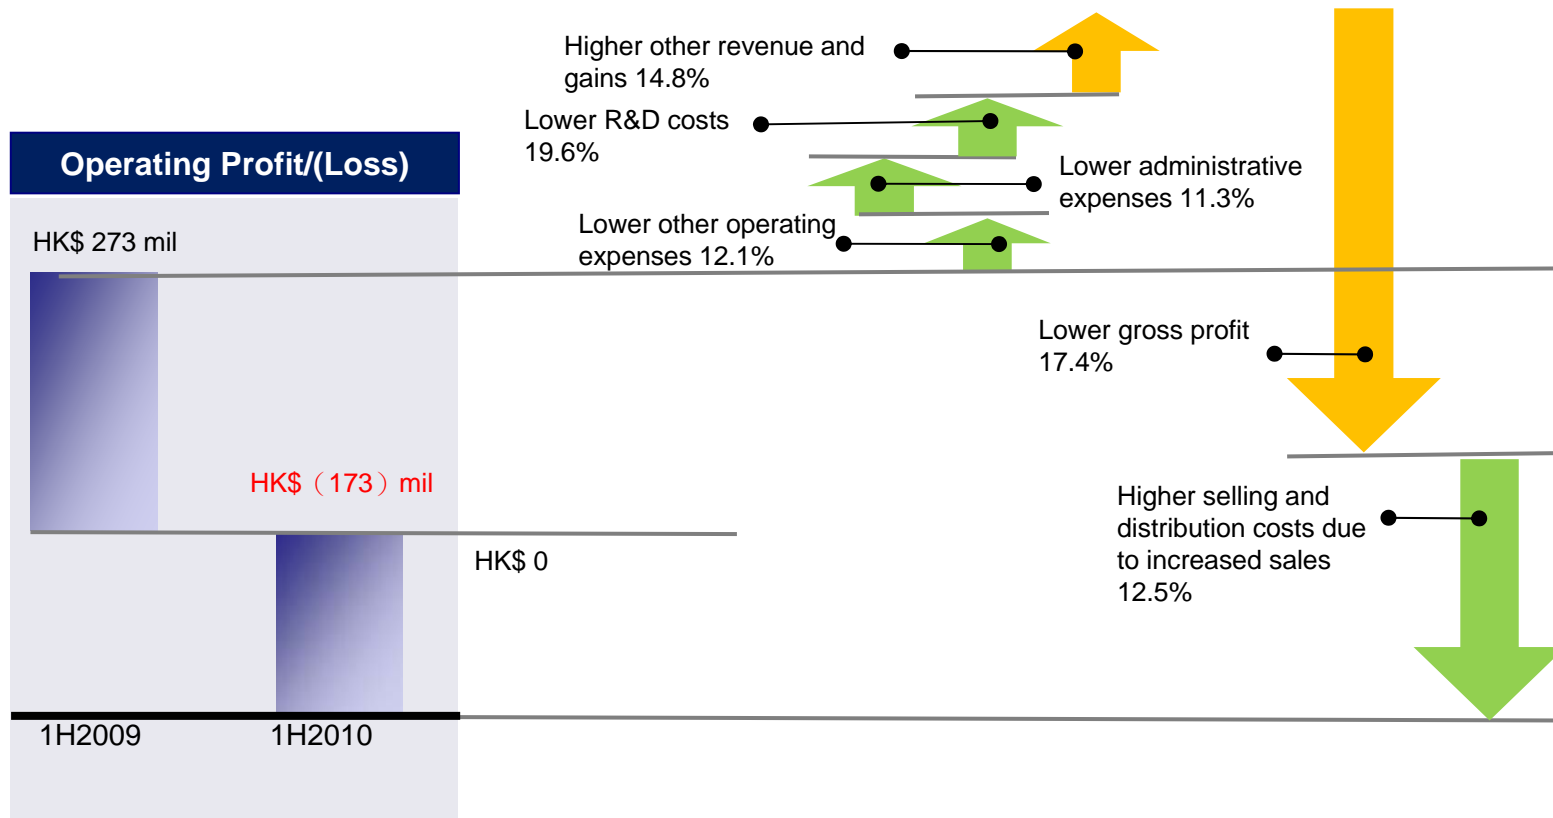 Higher other revenue and
gains 14.8%
Lower R&D costs
19.6%
Operating Profit/(Loss)
Lower administrative
expenses 11.3%
Lower other operating
expenses 12.1%
HK$ 273 mil
Lower gross profit
17.4%
HK$（173）mil
Higher selling and
distribution costs due
to increased sales
12.5%
HK$ 0
1H2009
1H2010